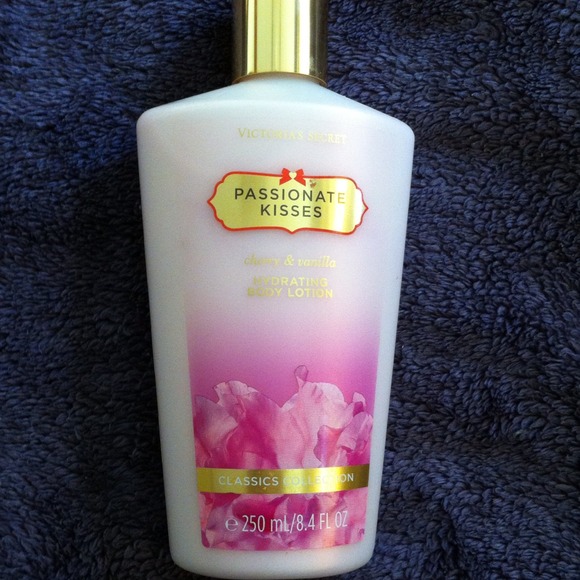 VICTORIA'S SECRET
PASSIONATE
KISSES
cherry & vanilla
HYDRATING
BODY LOTION
CLASSICS COLLECTION
e 250 mL/8.4 FL OZ